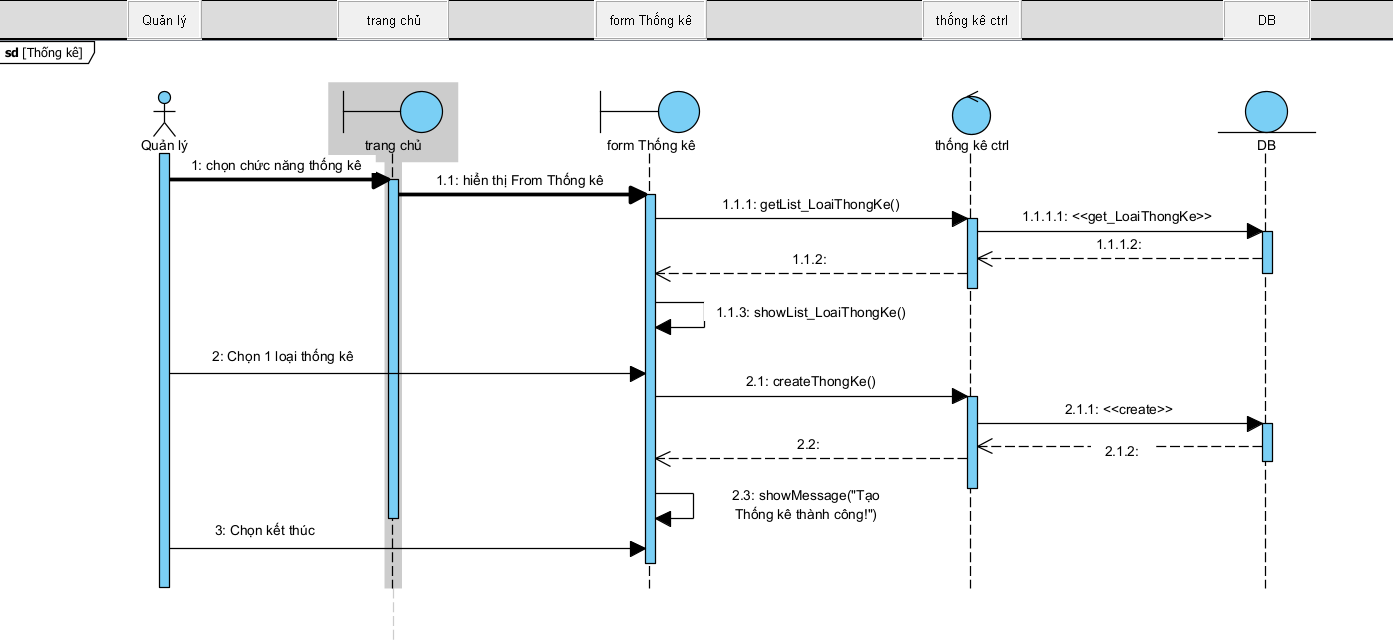 Quản lý
trang chủ
form Thống kê
thống kê ctrl
DB
sd [Thống kê]
Quản lý
trang chủ
form Thống kê
thống kê ctrl
DB
1: chọn chức năng thống kê
1.1: hiển thị From Thống kê
1.1.1: getList_LoaiThongKe()
1.1.1.1: <<get_LoaiThongKe>>
1.1.1.2:
1.1.2:
1.1.3: showList_LoaiThongKe()
2: Chọn 1 loại thống kê
2.1: createThongKe()
2.1.1: <<create>>
2.1.2:
2.2:
2.3: showMessage("Tạo
Thống kê thành công!")
3: Chọn kết thúc